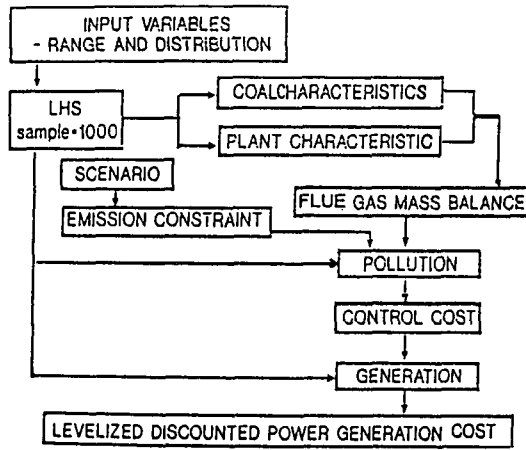 INPUT VARIABLES
- RANGE AND DISTRIBUTION
LHS
sample=1000
COALCHARACTERISTICS
PLANT CHARACTERISTIC
SCENARIO
EMISSION CONSTRAINT
FLUE GAS MASS BALANCE
POLLUTION
CONTROL COST
GENERATION
LEVELIZED DISCOUNTED POWER GENERATION COST